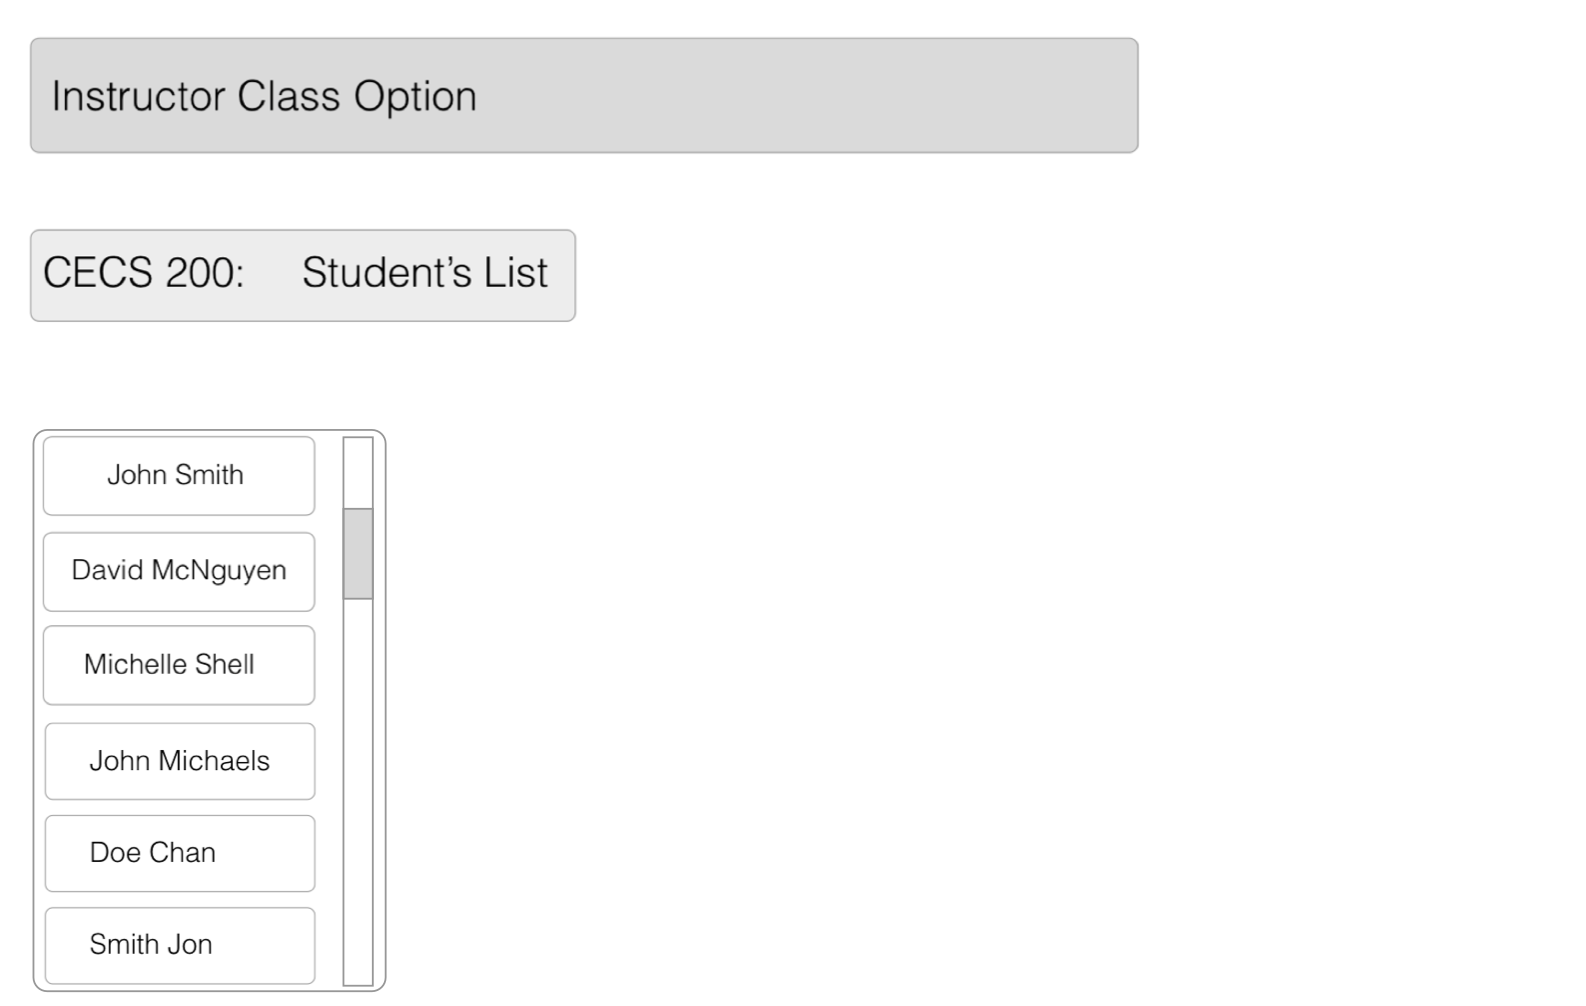 Instructor Class Option
CECS 200: Student’s List
John Smith
David McNguyen
Michelle Shell
John Michaels
Doe Chan
Smith Jon